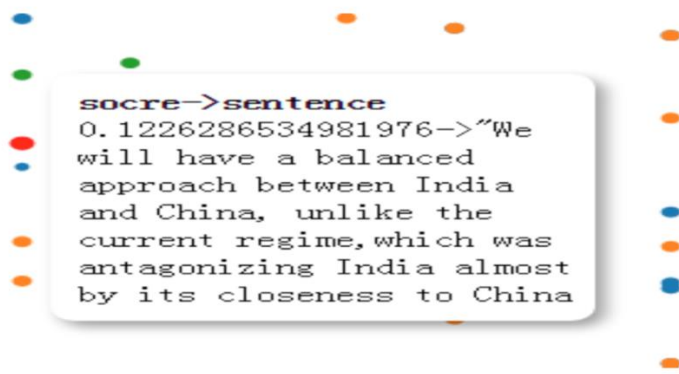 socre->sentence
0.1226286534981976->"We
will have a balanced
approach between India
and China, unlike the
current regime,which was
antagonizing India almost
by its closeness to China